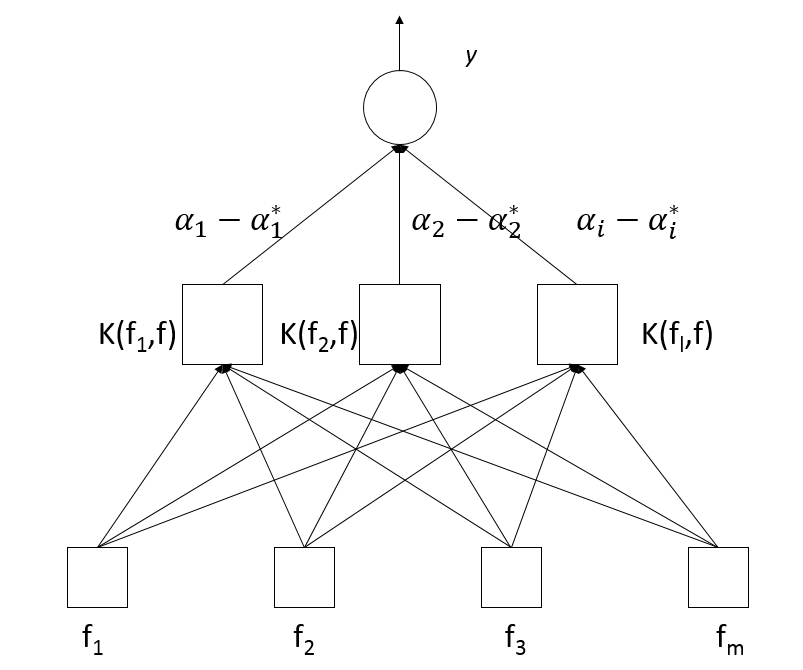 y
α₁ − α₁* α₂ − α₂* αᵢ − αᵢ*
K(f₁,f) K(f₂,f) K(fₗ,f)
f₁ f₂ f₃ fₘ